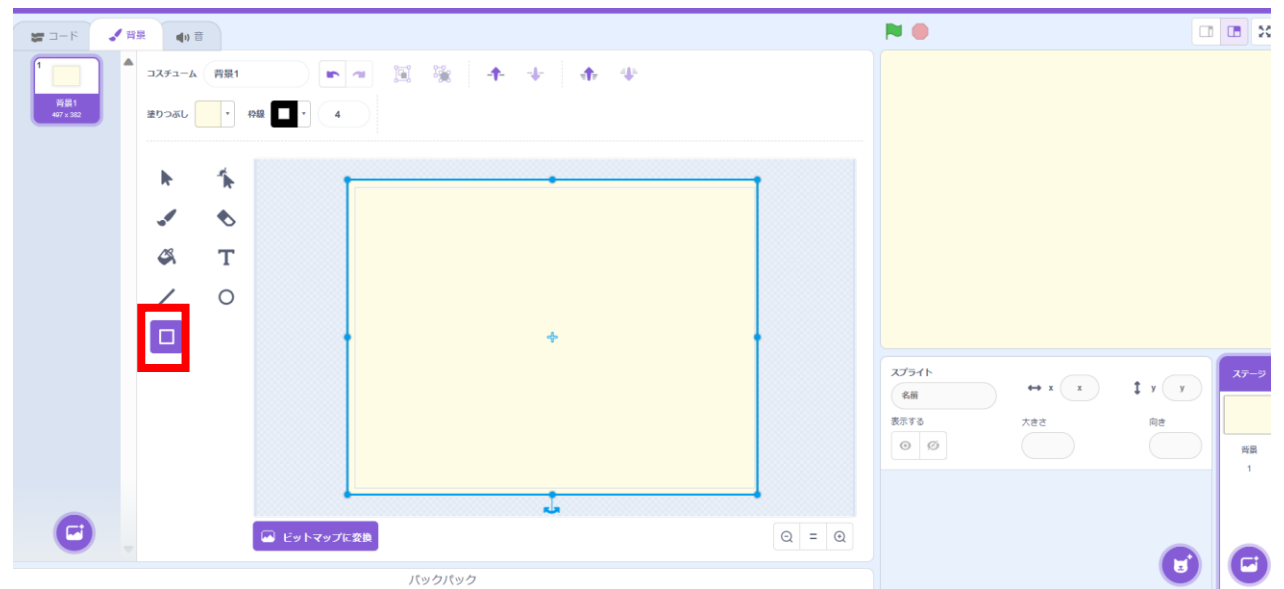 コード
背景
音
1
背景1
497 x 382
コスチューム
背景1
塗りつぶし
枠線
4
T
ビットマップに変換
=
バックパック
スプライト
名前
x
x
y
y
表示する
大きさ
向き
ステージ
背景
1